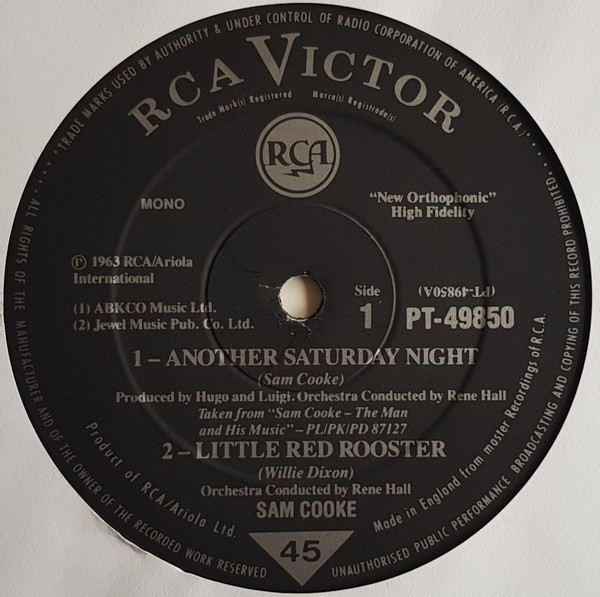 "TRADE MARKS USED BY AUTHORITY & UNDER CONTROL OF RADIO CORPORATION OF AMERICA (R.C.A.)"
RCA VICTOR
Trade Mark(s) Registered Marca(s) Registrada(s)
RCA
MONO
"New Orthophonic"
High Fidelity
Ⓟ 1963 RCA/Ariola
International
(1) ABKCO Music Ltd.
(2) Jewel Music Pub. Co. Ltd.
Side
1
(PT-49850A)
PT-49850
1 – ANOTHER SATURDAY NIGHT
(Sam Cooke)
Produced by Hugo and Luigi. Orchestra Conducted by Rene Hall
Taken from "Sam Cooke – The Man
and His Music" – PL/PK/PD 87127
2 – LITTLE RED ROOSTER
(Willie Dixon)
Orchestra Conducted by Rene Hall
SAM COOKE
45
Product of RCA/Ariola Ltd.
Made in England from master Recordings of R.C.A.
ALL RIGHTS OF THE MANUFACTURER AND OF THE OWNER OF THE RECORDED WORK RESERVED
UNAUTHORISED PUBLIC PERFORMANCE BROADCASTING AND COPYING OF THIS RECORD PROHIBITED